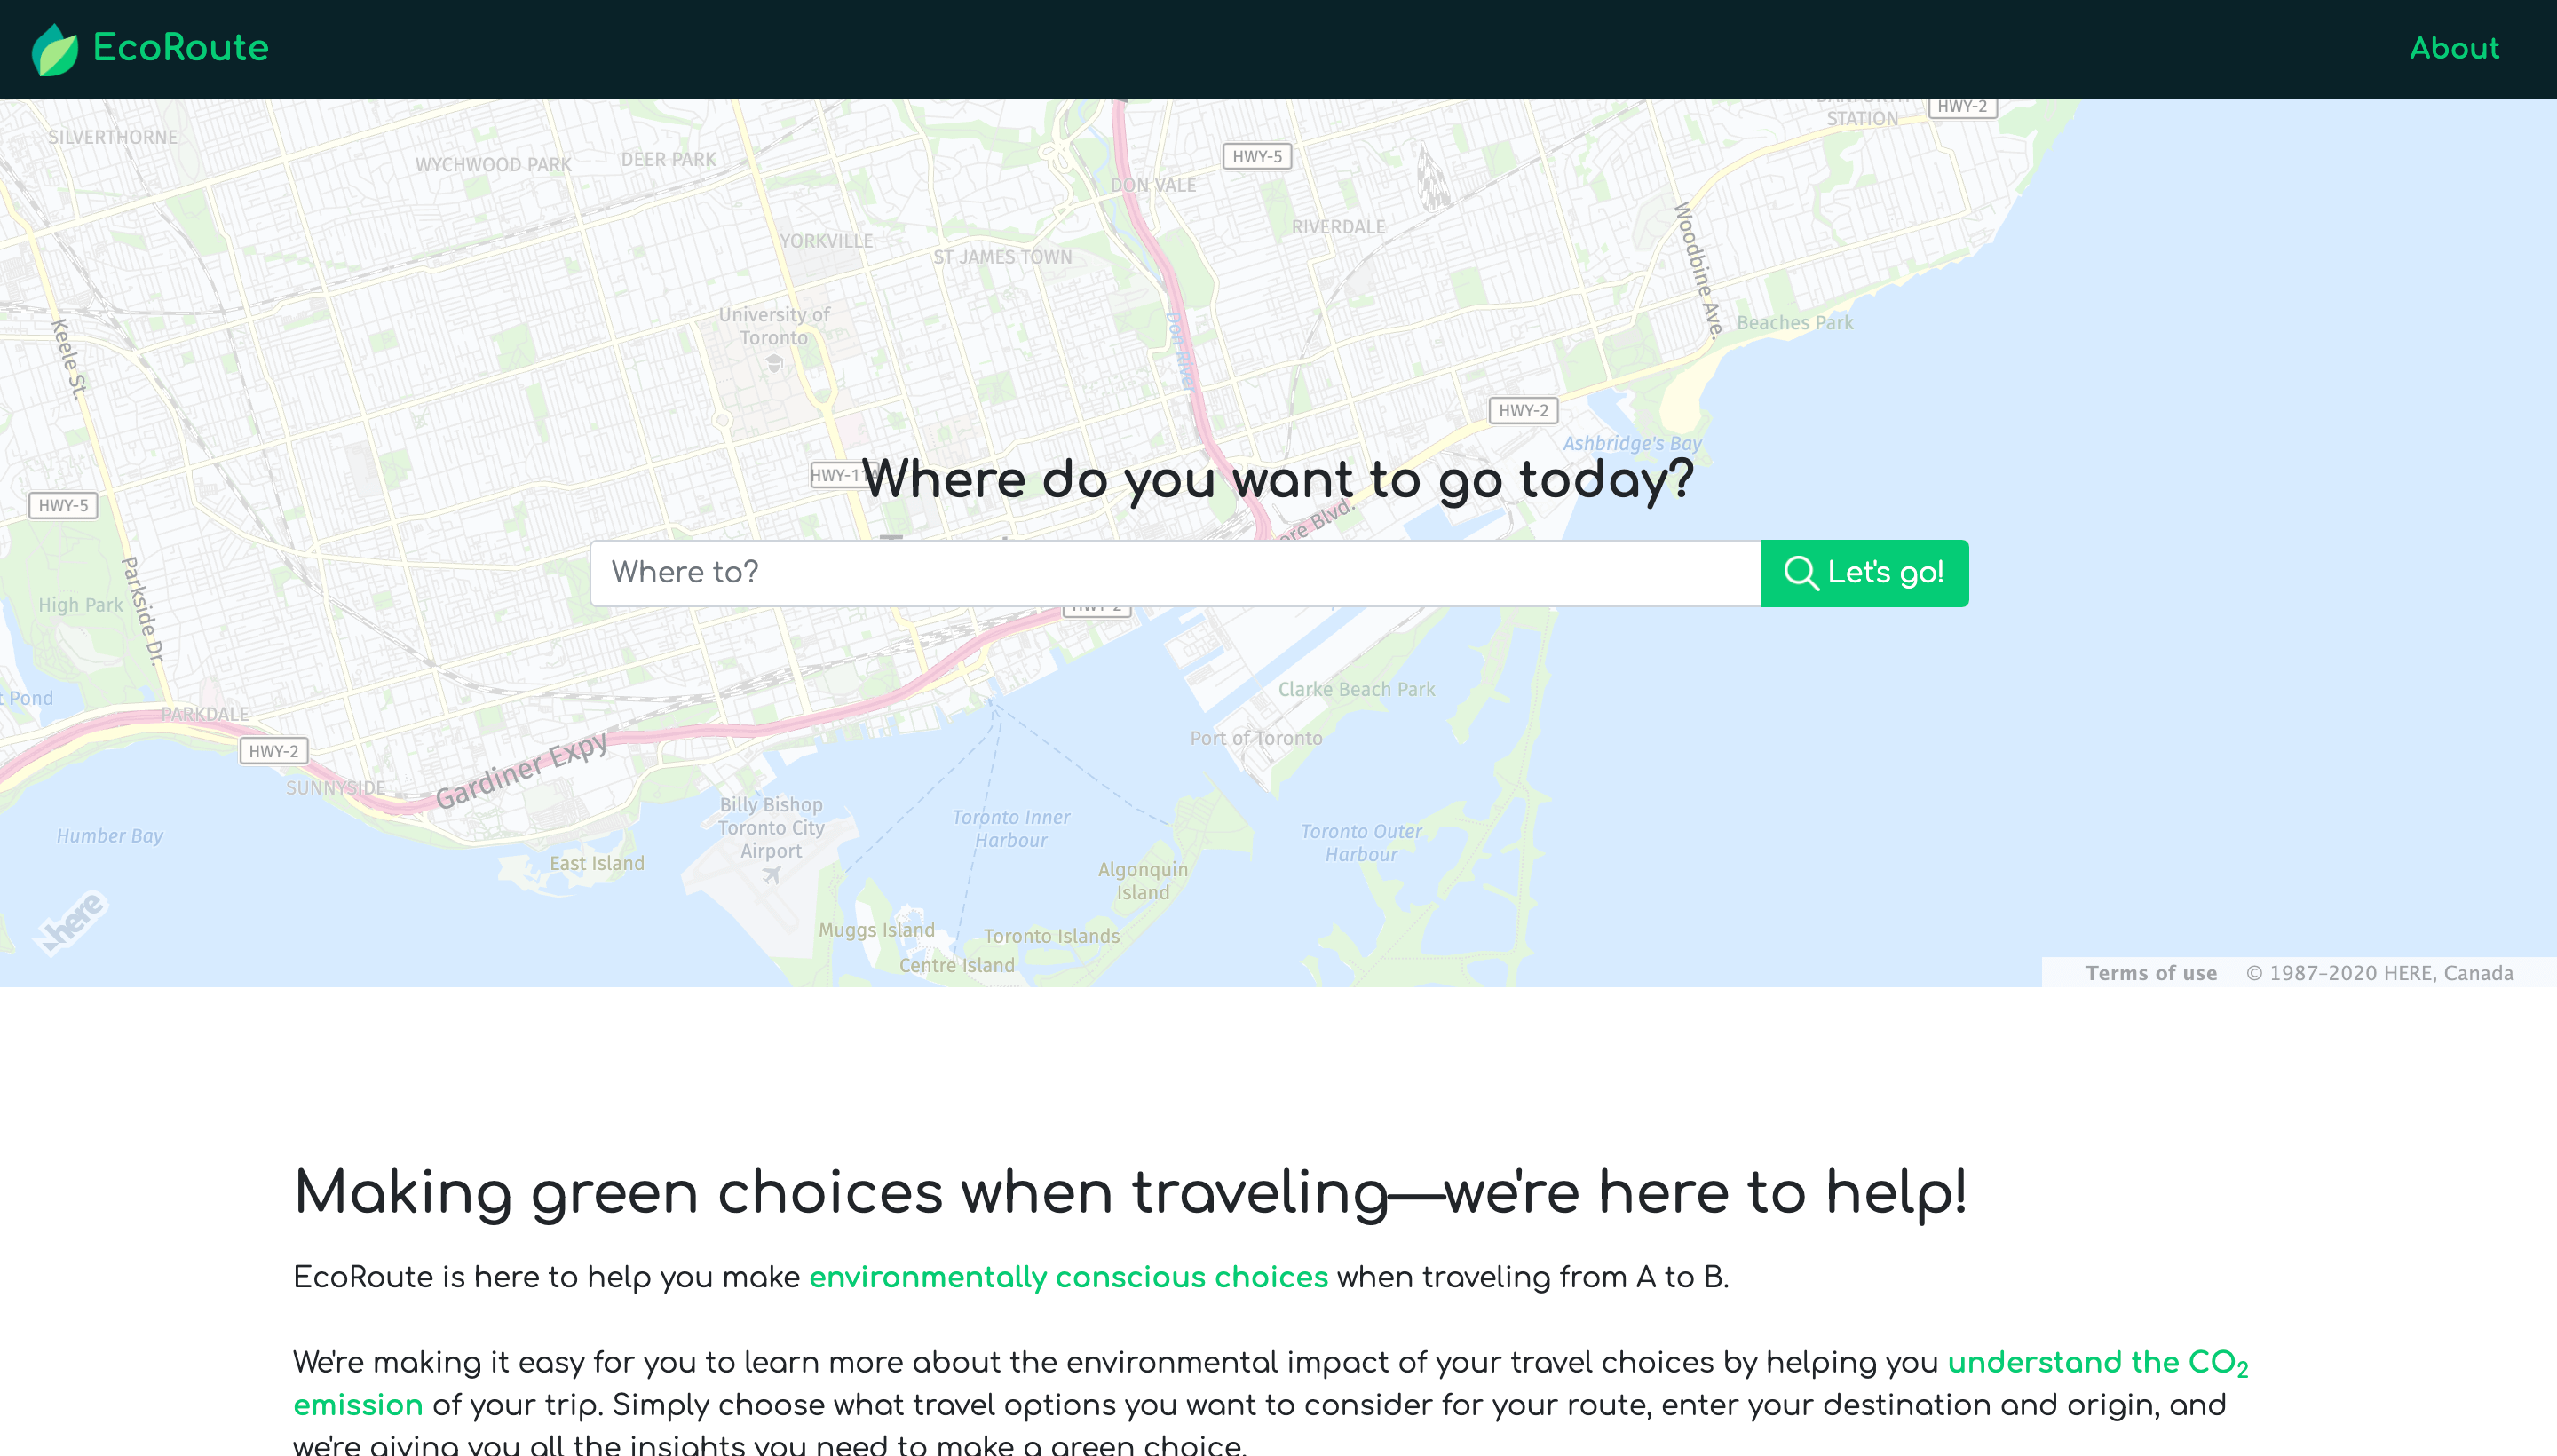 EcoRoute
About
STATION
HWY-2
SILVERTHORNE
WYCHWOOD PARK
DEER PARK
HWY-5
DON VALE
RIVERDALE
YORKVILLE
ST JAMES TOWN
Woodbine Ave.
University of
Toronto
Don River
Beaches Park
Keele St.
HWY-2
Ashbridge's Bay
HWY-11A
Where do you want to go today?
HWY-5
ore Blvd.
Where to?
Let's go!
Parkside Dr.
High Park
HWY-2
t Pond
Clarke Beach Park
PARKDALE
HWY-2
Gardiner Expy
Port of Toronto
SUNNYSIDE
Billy Bishop
Toronto City
Airport
Toronto Inner
Harbour
Toronto Outer
Harbour
Humber Bay
East Island
Algonquin
Island
here
Muggs Island
Toronto Islands
Centre Island
Terms of use © 1987–2020 HERE, Canada
Making green choices when traveling—we're here to help!
EcoRoute is here to help you make environmentally conscious choices when traveling from A to B.
We're making it easy for you to learn more about the environmental impact of your travel choices by helping you understand the CO₂
emission of your trip. Simply choose what travel options you want to consider for your route, enter your destination and origin, and
we're giving you all the insights you need to make a green choice.